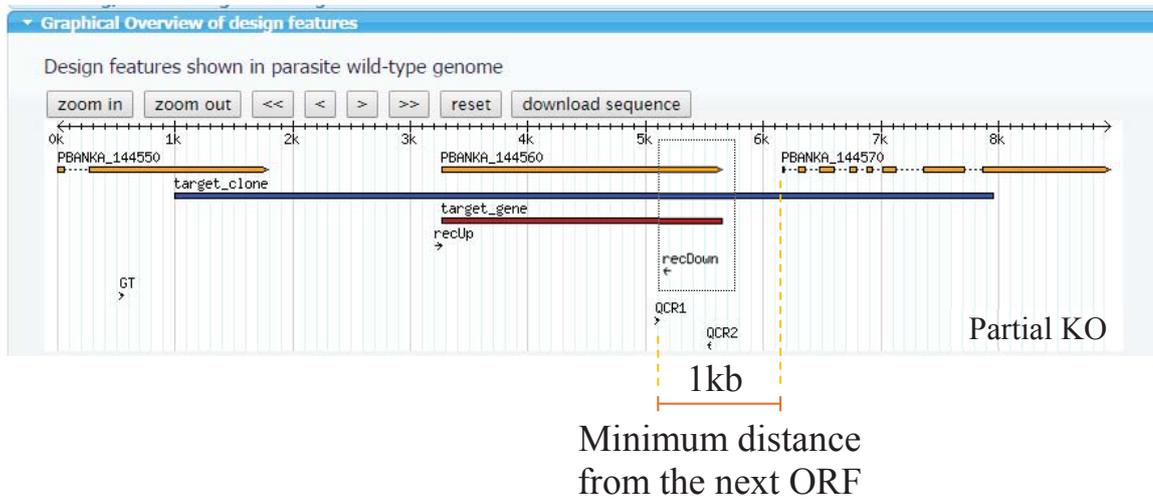 Graphical Overview of design features
Design features shown in parasite wild-type genome
zoom in zoom out << < > >> reset download sequence
0k 1k 2k 3k 4k 5k 6k 7k 8k
PBANKA_144550 PBANKA_144560 PBANKA_144570
target_clone
target_gene
recUp
recDown
GT
QCR1
QCR2
Partial KO
1kb
Minimum distance
from the next ORF